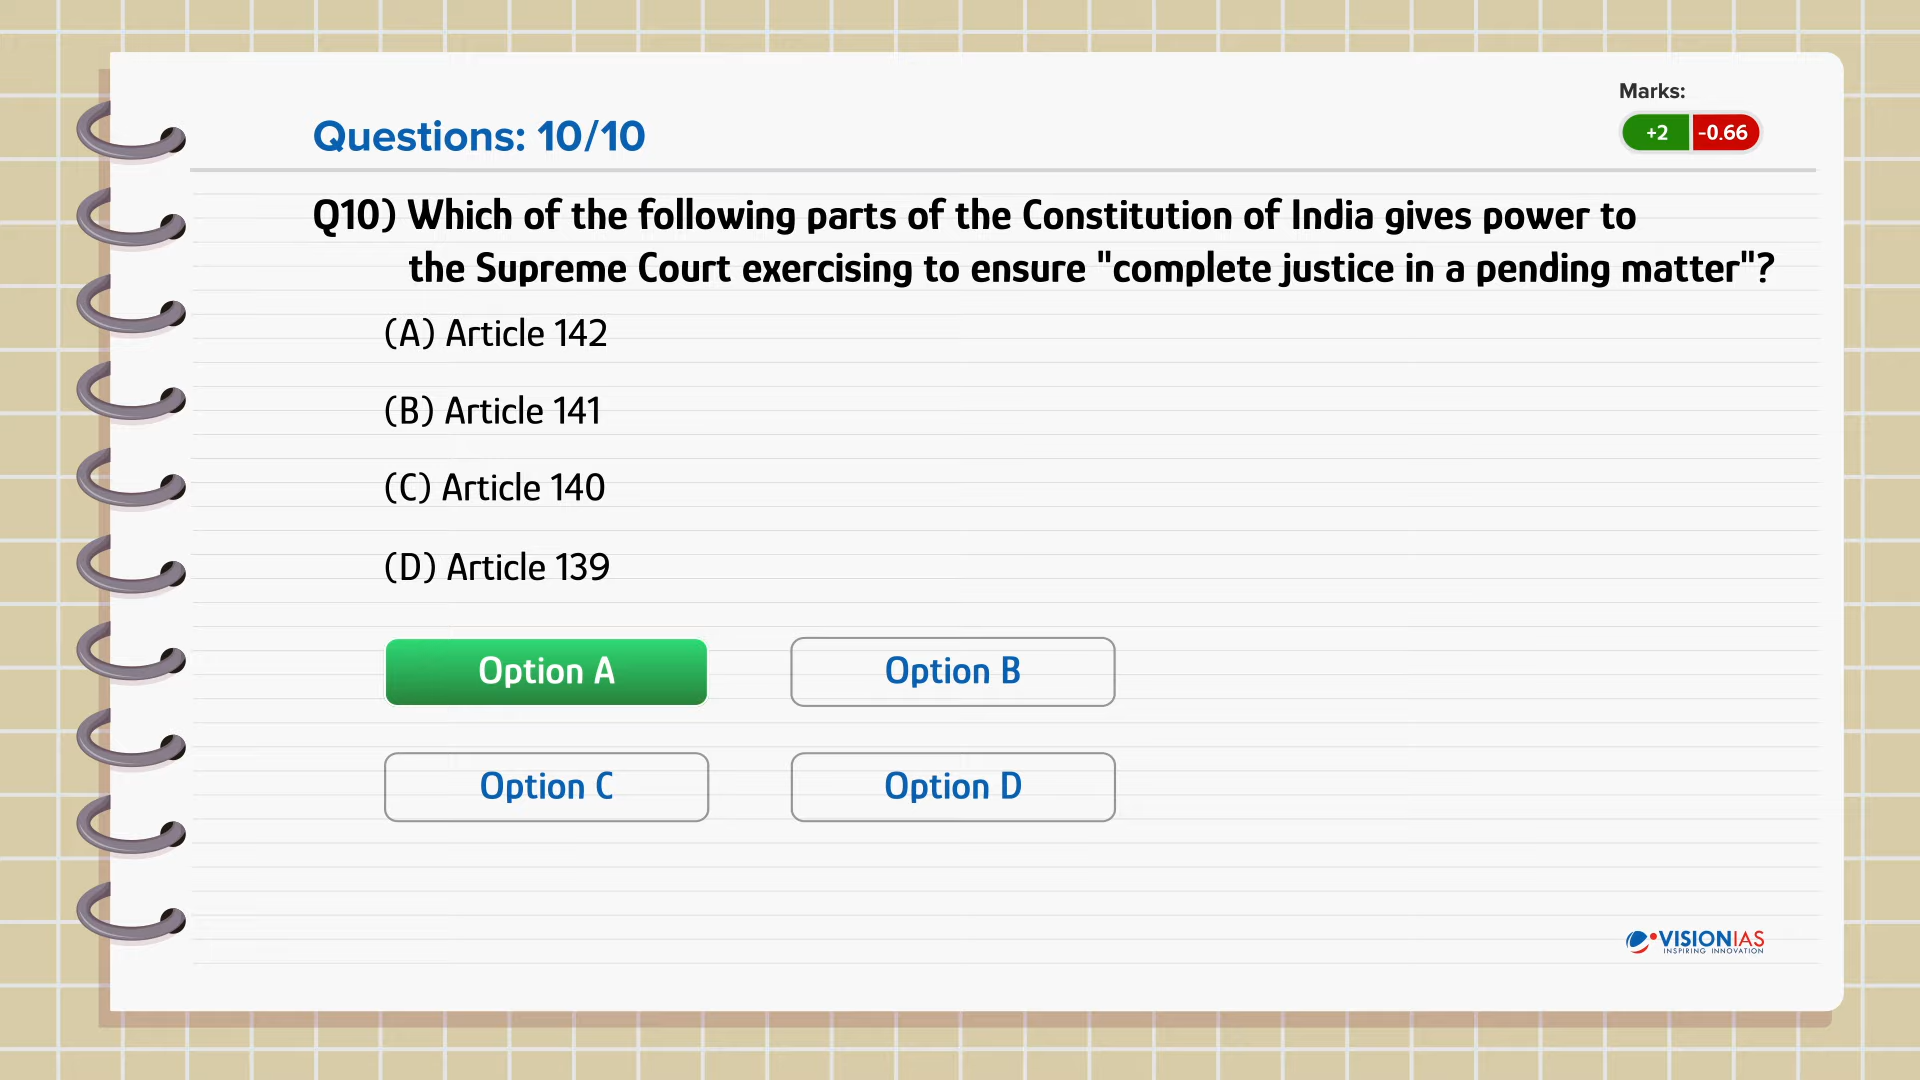 Marks:
Questions: 10/10
+2 -0.66
Q10) Which of the following parts of the Constitution of India gives power to
the Supreme Court exercising to ensure "complete justice in a pending matter"?
(A) Article 142
(B) Article 141
(C) Article 140
(D) Article 139
Option A Option B
Option C Option D
VISIONIAS
INSPIRING INNOVATION